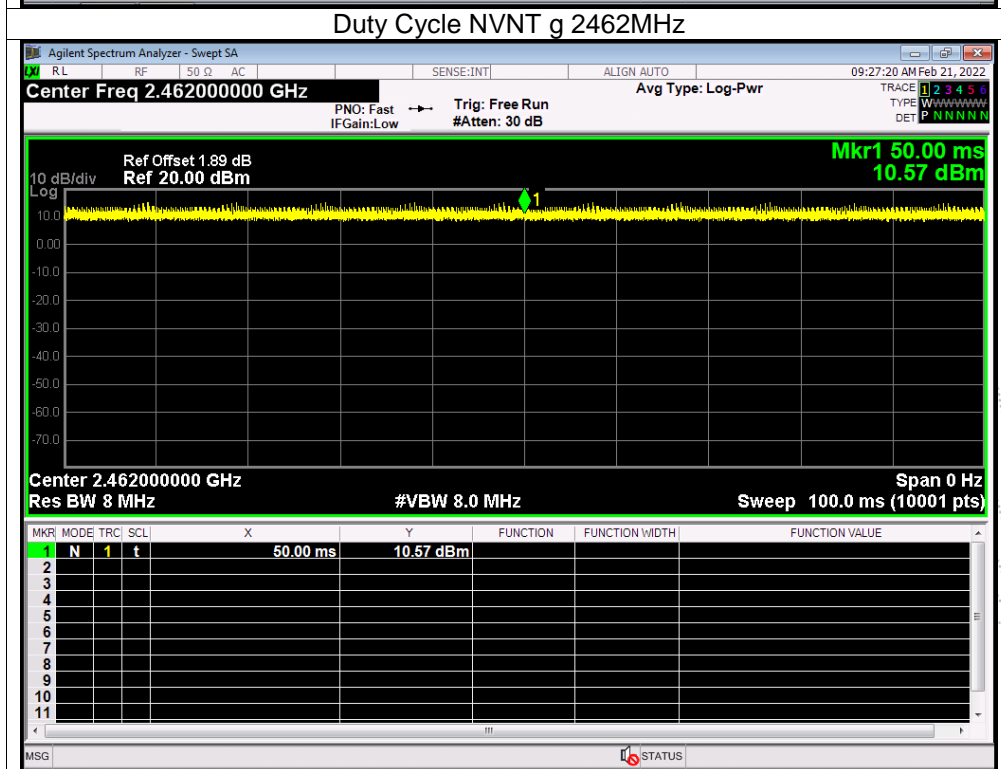 Duty Cycle NVNT g 2462MHz
Agilent Spectrum Analyzer - Swept SA
LXI RL RF 50 Ω AC SENSE:INT ALIGN AUTO 09:27:20 AM Feb 21, 2022
Center Freq 2.462000000 GHz Avg Type: Log-Pwr TRACE 1 2 3 4 5 6
PNO: Fast Trig: Free Run TYPE WWWWWW
IFGain:Low #Atten: 30 dB DET P N N N N N
Mkr1 50.00 ms
Ref Offset 1.89 dB
10 dB/div Ref 20.00 dBm 10.57 dBm
Log
1
10.0
0.00
-10.0
-20.0
-30.0
-40.0
-50.0
-60.0
-70.0
Center 2.462000000 GHz Span 0 Hz
Res BW 8 MHz #VBW 8.0 MHz Sweep 100.0 ms (10001 pts)
MKR MODE TRC SCL X Y FUNCTION FUNCTION WIDTH FUNCTION VALUE
1 N 1 t 50.00 ms 10.57 dBm
2
3
4
5
6
7
8
9
10
11
MSG STATUS